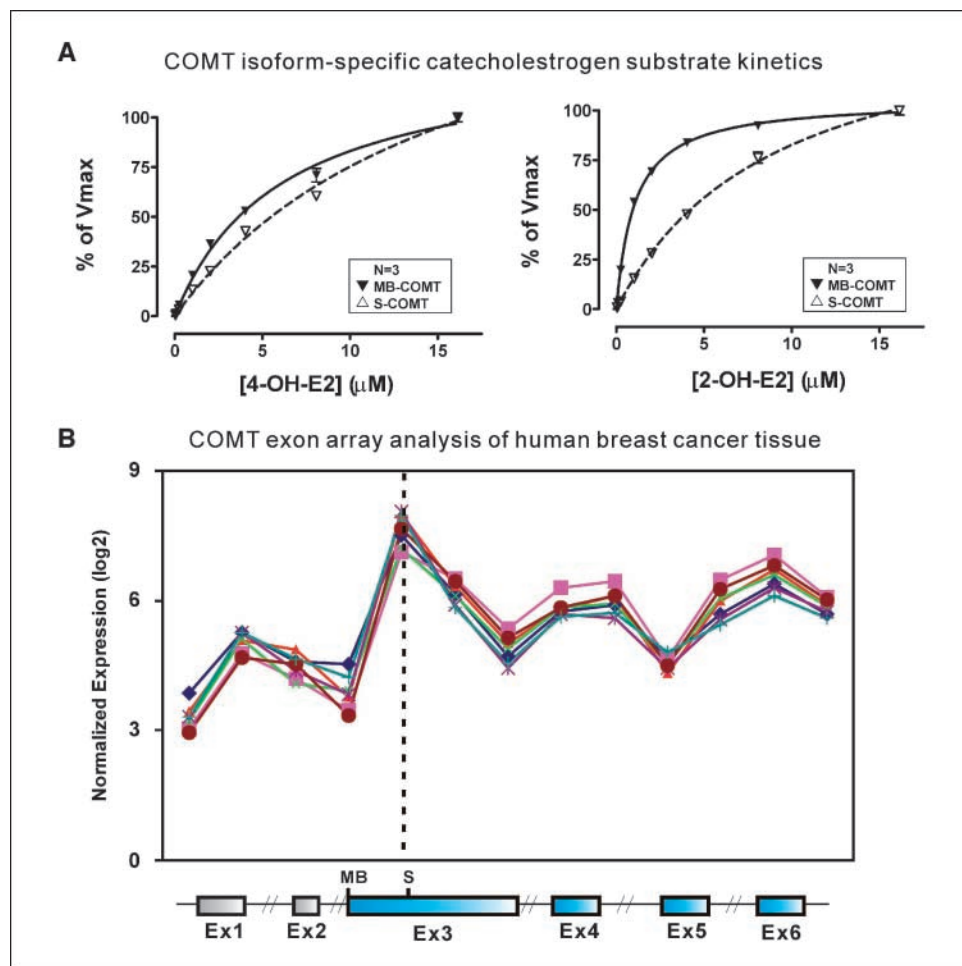 A
COMT isoform-specific catecholestrogen substrate kinetics
% of Vmax
100
75
50
25
0
N=3
▼ MB-COMT
△ S-COMT
0 5 10 15
[4-OH-E2] (μM)
% of Vmax
100
75
50
25
0
N=3
▼ MB-COMT
△ S-COMT
0 5 10 15
[2-OH-E2] (μM)
B
COMT exon array analysis of human breast cancer tissue
Normalized Expression (log2)
9
6
3
0
MB S
Ex1 Ex2 Ex3 Ex4 Ex5 Ex6